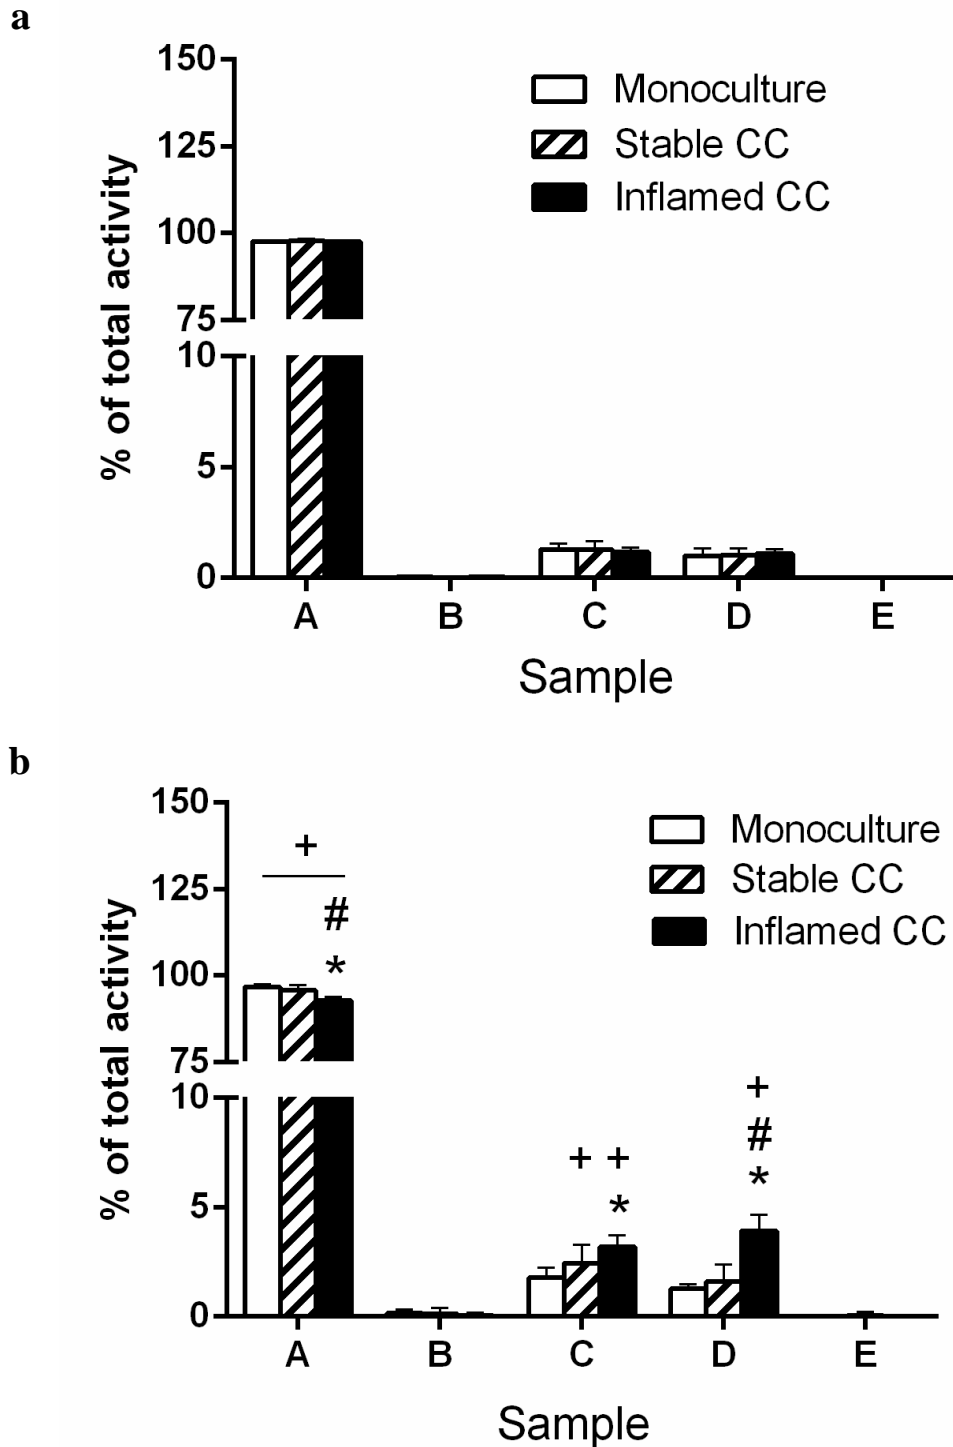 a
150
125
100
75
10
5
0
% of total activity
Monoculture
Stable CC
Inflamed CC
A B C D E
Sample
b
150
125
100
75
10
5
0
% of total activity
Monoculture
Stable CC
Inflamed CC
+
#
*
+ +
*
+
#
*
A B C D E
Sample